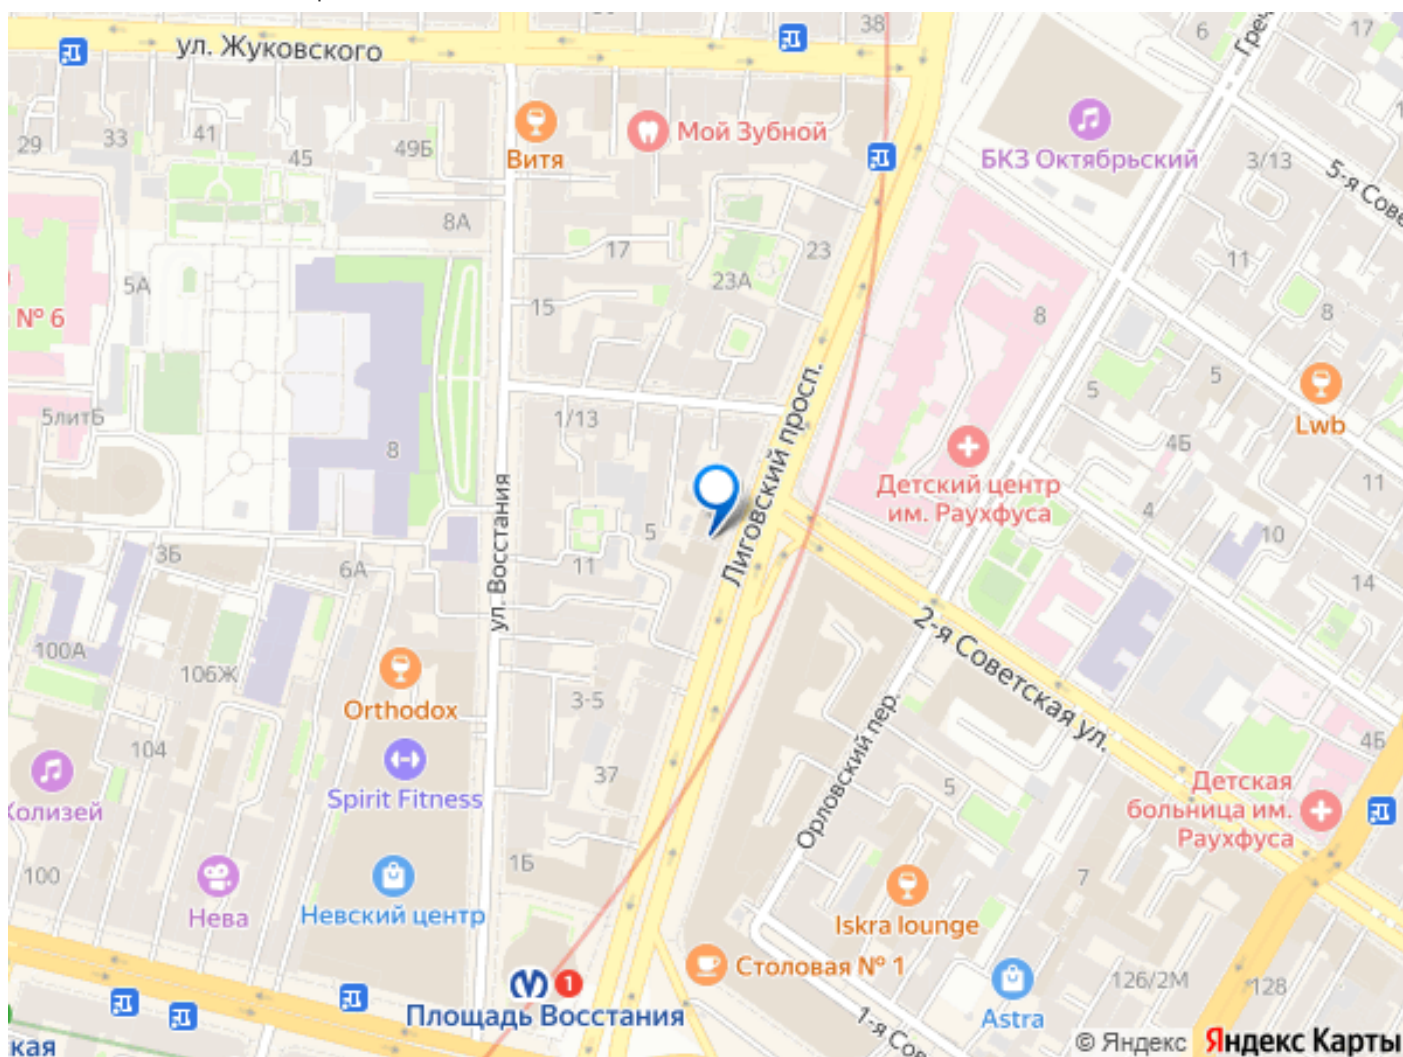 38
6
17
ул. Жуковского
Греч
29
33
41
45
49Б
Витя
Мой Зубной
БКЗ Октябрьский
3/13
5-я Сове
8А
17
23
11
5А
23А
№ 6
15
8
8
Lwb
5литБ
1/13
5
5
4Б
8
Лиговский просп.
Детский центр
им. Раухфуса
11
ул. Восстания
5
4
10
3Б
6А
11
14
2-я Советская ул.
100А
106Ж
Orthodox
3-5
Орловский пер.
4Б
104
37
Spirit Fitness
5
Детская
больница им.
Раухфуса
Колизей
100
1Б
7
Нева
Невский центр
Iskra lounge
Столовая № 1
126/2М
128
1
Площадь Восстания
Astra
1-я Сов
кая
© Яндекс
Яндекс Карты